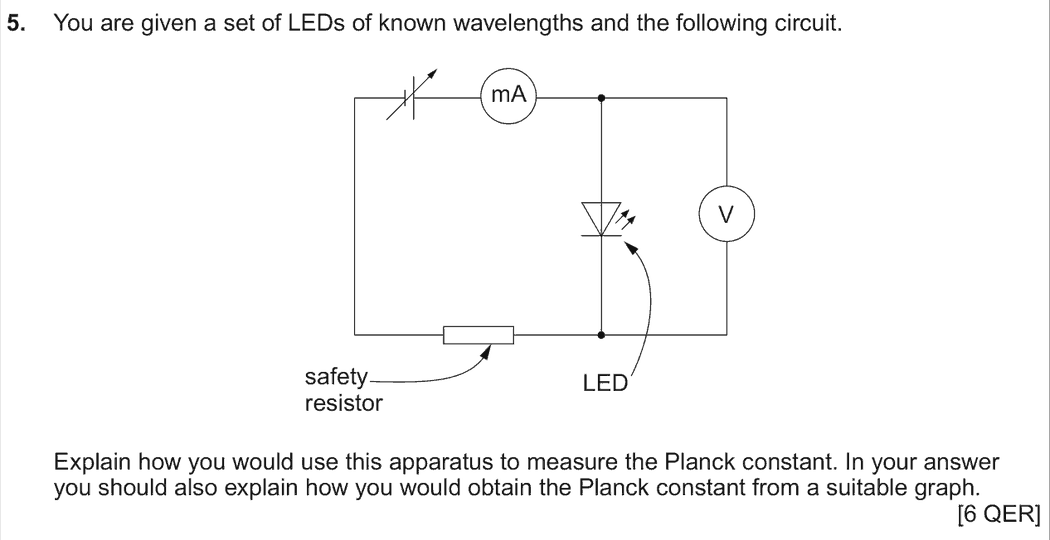 5. You are given a set of LEDs of known wavelengths and the following circuit.
mA
V
safety
resistor
LED
Explain how you would use this apparatus to measure the Planck constant. In your answer
you should also explain how you would obtain the Planck constant from a suitable graph.
[6 QER]